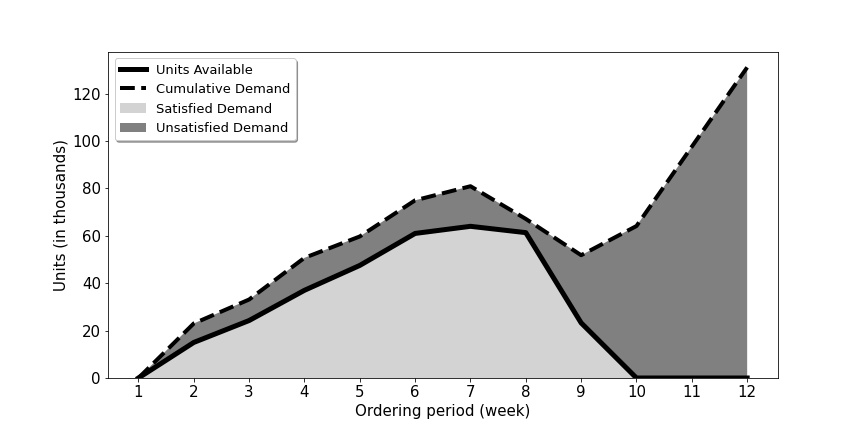 Units Available
Cumulative Demand
Satisfied Demand
Unsatisfied Demand
Units (in thousands)
120
100
80
60
40
20
0
1 2 3 4 5 6 7 8 9 10 11 12
Ordering period (week)